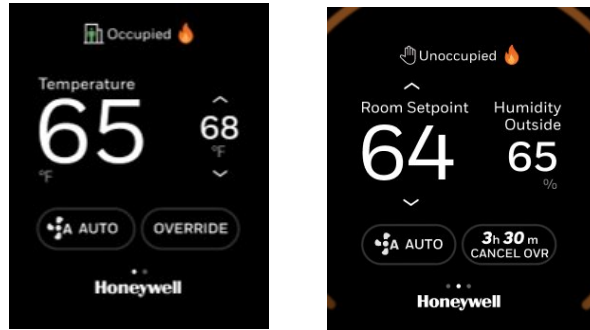 Occupied
Temperature
65
°F
68
°F
A AUTO
OVERRIDE
Honeywell
Unoccupied
Room Setpoint
64
Humidity
Outside
65
%
A AUTO
3h 30 m
CANCEL OVR
Honeywell